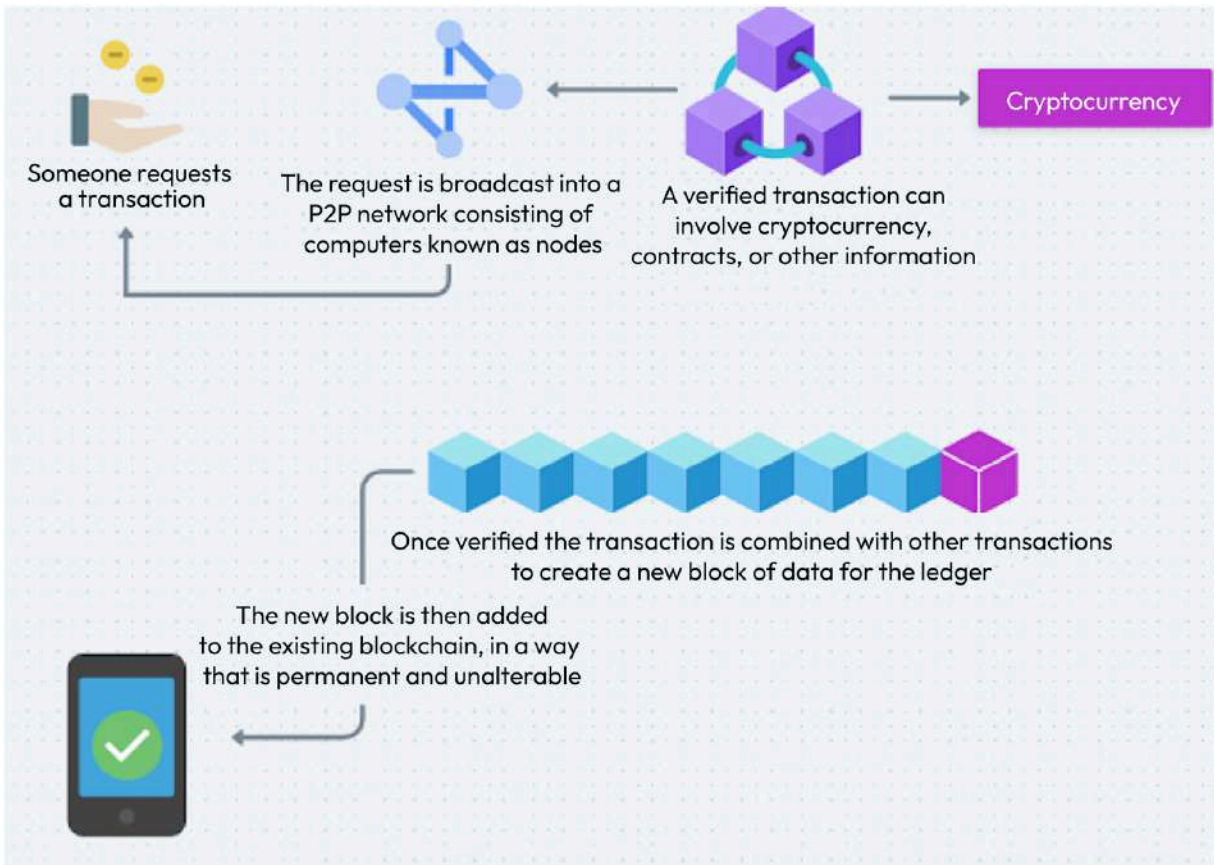 Someone requests
a transaction
The request is broadcast into a
P2P network consisting of
computers known as nodes
A verified transaction can
involve cryptocurrency,
contracts, or other information
Cryptocurrency
Once verified the transaction is combined with other transactions
to create a new block of data for the ledger
The new block is then added
to the existing blockchain, in a way
that is permanent and unalterable